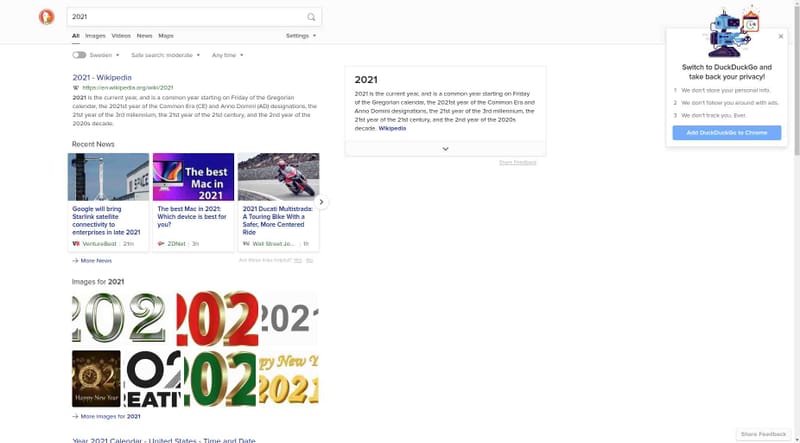 2021
All Images Videos News Maps Settings
Sweden Safe search: moderate Any time
2021 - Wikipedia
W https://en.wikipedia.org/wiki/2021
2021 is the current year, and is a common year starting on Friday of the Gregorian
calendar, the 2021st year of the Common Era (CE) and Anno Domini (AD) designations, the
21st year of the 3rd millennium, the 21st year of the 21st century, and the 2nd year of the
2020s decade.
Recent News
SPACE
The best
Mac in
2021
Google will bring
Starlink satellite
connectivity to
enterprises in late 2021
VentureBeat | 21m
The best Mac in 2021:
Which device is best for
you?
ZDNet | 3h
2021 Ducati Multistrada:
A Touring Bike With a
Safer, More Centered
Ride
Wall Street Jo... | 1h
→ More News
Are these links helpful? Yes No
Images for 2021
202
202
2021
2021
Happy New Year
202
EATIV
202
ppy New Y
2021
→ More Images for 2021
Year 2021 Calendar - United States - Time and Date
2021
2021 is the current year, and is a common year starting on Friday
of the Gregorian calendar, the 2021st year of the Common Era and
Anno Domini designations, the 21st year of the 3rd millennium,
the 21st year of the 21st century, and the 2nd year of the 2020s
decade. Wikipedia
Share Feedback
Switch to DuckDuckGo and
take back your privacy!
1 We don't store your personal info.
2 We don't follow you around with ads.
3 We don't track you. Ever.
Add DuckDuckGo to Chrome
Share Feedback